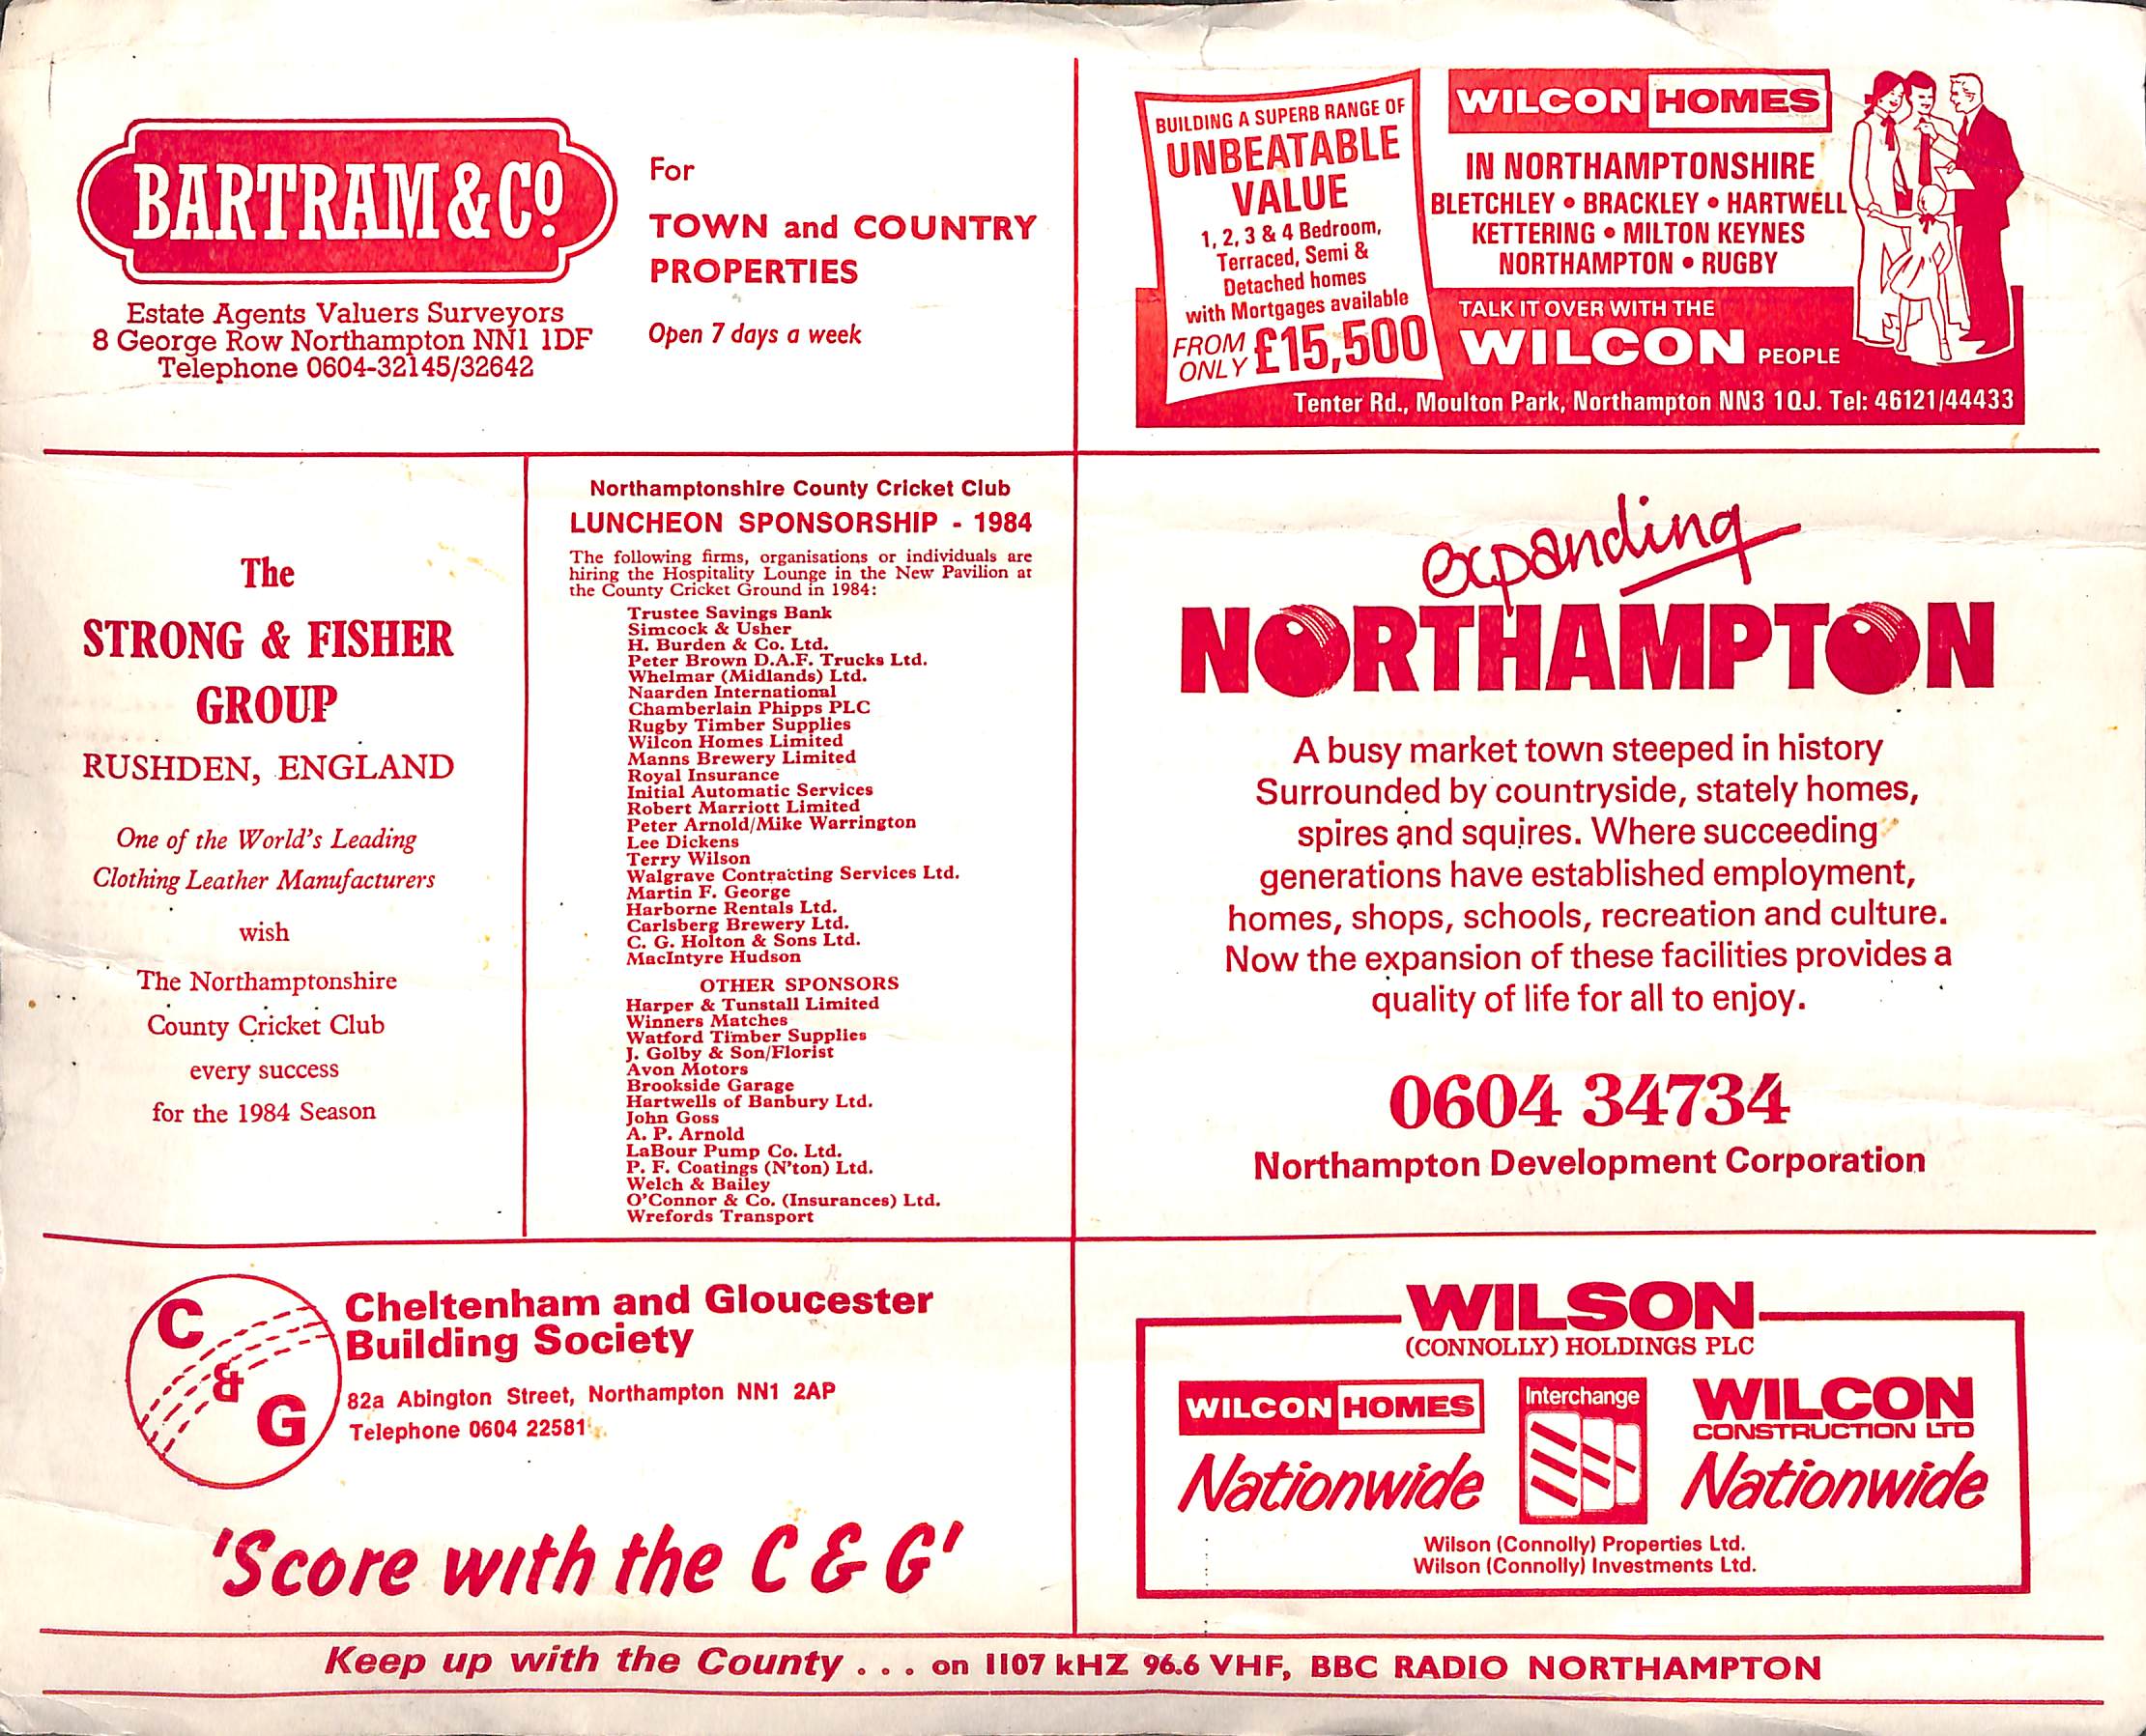 BARTRAM & CO.
Estate Agents Valuers Surveyors
8 George Row Northampton NN1 1DF
Telephone 0604-32145/32642
For
TOWN and COUNTRY
PROPERTIES
Open 7 days a week
BUILDING A SUPERB RANGE OF
UNBEATABLE
VALUE
1, 2, 3 & 4 Bedroom,
Terraced, Semi &
Detached homes
with Mortgages available
FROM ONLY £15,500
WILCON HOMES
IN NORTHAMPTONSHIRE
BLETCHLEY • BRACKLEY • HARTWELL
KETTERING • MILTON KEYNES
NORTHAMPTON • RUGBY
TALK IT OVER WITH THE
WILCON PEOPLE
Tenter Rd., Moulton Park, Northampton NN3 1QJ. Tel: 46121/44433
The
STRONG & FISHER
GROUP
RUSHDEN, ENGLAND
One of the World's Leading
Clothing Leather Manufacturers
wish
The Northamptonshire
County Cricket Club
every success
for the 1984 Season
Northamptonshire County Cricket Club
LUNCHEON SPONSORSHIP - 1984
The following firms, organisations or individuals are
hiring the Hospitality Lounge in the New Pavilion at
the County Cricket Ground in 1984:
Trustee Savings Bank
Simcock & Usher
H. Burden & Co. Ltd.
Peter Brown D.A.F. Trucks Ltd.
Whelmar (Midlands) Ltd.
Naarden International
Chamberlain Phipps PLC
Rugby Timber Supplies
Wilcon Homes Limited
Manns Brewery Limited
Royal Insurance
Initial Automatic Services
Robert Marriott Limited
Peter Arnold/Mike Warrington
Lee Dickens
Terry Wilson
Walgrave Contracting Services Ltd.
Martin F. George
Harborne Rentals Ltd.
Carlsberg Brewery Ltd.
C. G. Holton & Sons Ltd.
MacIntyre Hudson
OTHER SPONSORS
Harper & Tunstall Limited
Winners Matches
Watford Timber Supplies
J. Golby & Son/Florist
Avon Motors
Brookside Garage
Hartwells of Banbury Ltd.
John Goss
A. P. Arnold
LaBour Pump Co. Ltd.
P. F. Coatings (N'ton) Ltd.
Welch & Bailey
O'Connor & Co. (Insurances) Ltd.
Wrefords Transport
expanding
NORTHAMPTON
A busy market town steeped in history
Surrounded by countryside, stately homes,
spires and squires. Where succeeding
generations have established employment,
homes, shops, schools, recreation and culture.
Now the expansion of these facilities provides a
quality of life for all to enjoy.
0604 34734
Northampton Development Corporation
C & G
Cheltenham and Gloucester
Building Society
82a Abington Street, Northampton NN1 2AP
Telephone 0604 22581
'Score with the C & G'
WILSON
(CONNOLLY) HOLDINGS PLC
WILCON HOMES
Nationwide
Interchange
WILCON
CONSTRUCTION LTD
Nationwide
Wilson (Connolly) Properties Ltd.
Wilson (Connolly) Investments Ltd.
Keep up with the County . . . on 1107 kHZ 96.6 VHF, BBC RADIO NORTHAMPTON